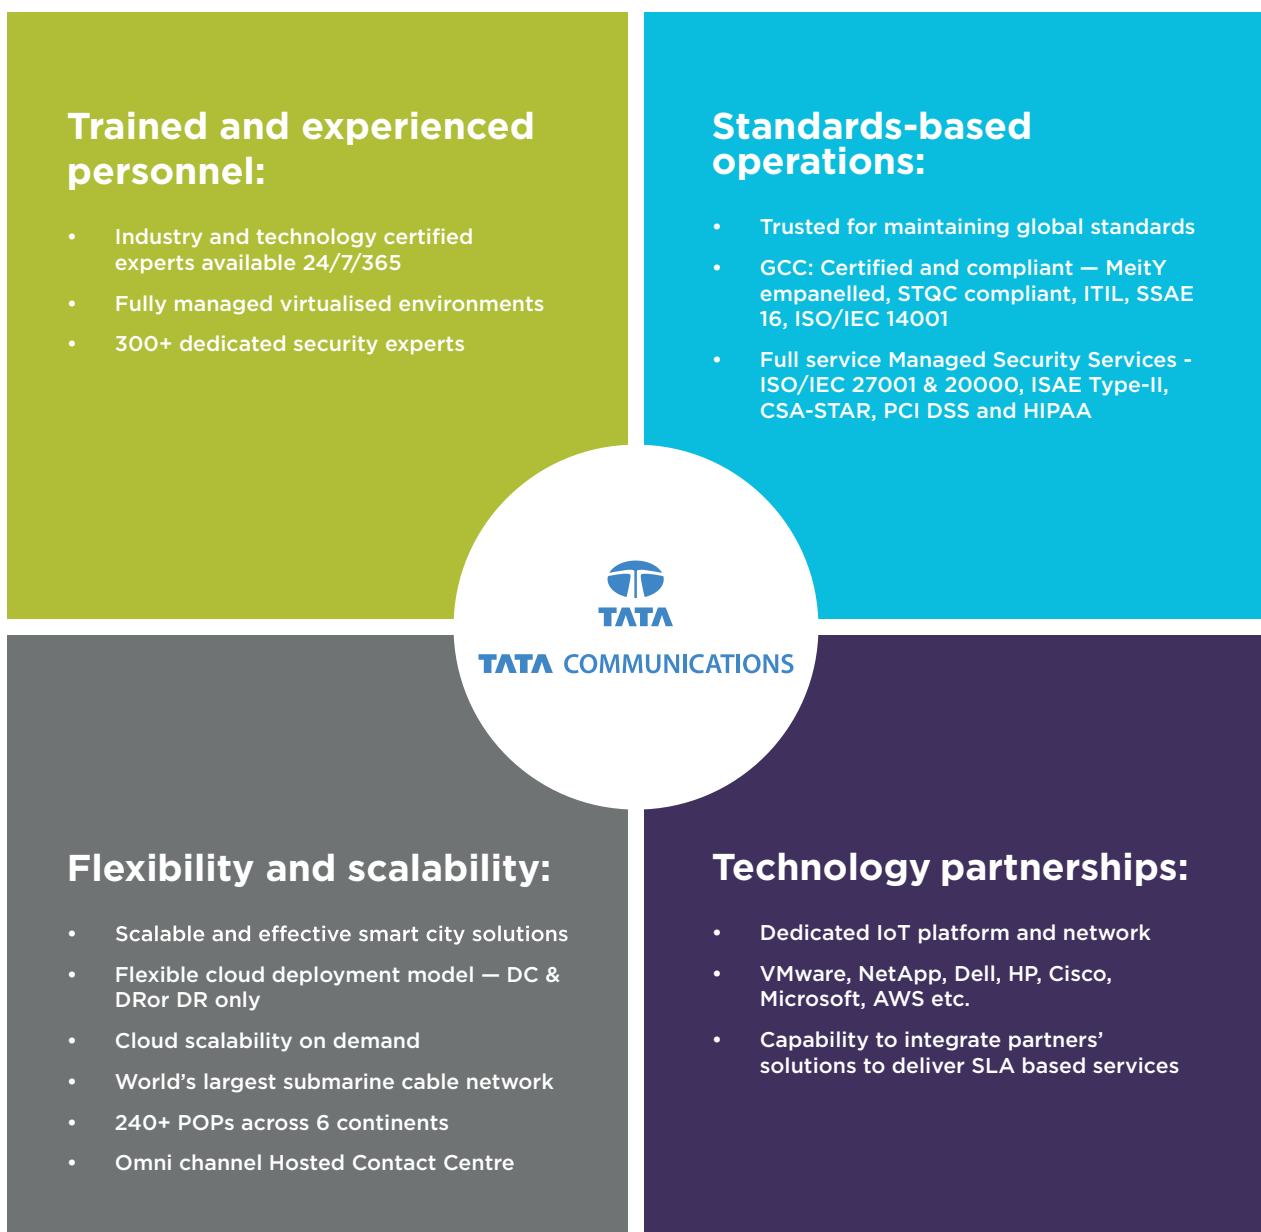 Trained and experienced
personnel:
• Industry and technology certified
experts available 24/7/365
• Fully managed virtualised environments
• 300+ dedicated security experts
Standards-based
operations:
• Trusted for maintaining global standards
• GCC: Certified and compliant — MeitY
empanelled, STQC compliant, ITIL, SSAE
16, ISO/IEC 14001
• Full service Managed Security Services -
ISO/IEC 27001 & 20000, ISAE Type-II,
CSA-STAR, PCI DSS and HIPAA
TATA
TATA COMMUNICATIONS
Flexibility and scalability:
• Scalable and effective smart city solutions
• Flexible cloud deployment model — DC &
DRor DR only
• Cloud scalability on demand
• World’s largest submarine cable network
• 240+ POPs across 6 continents
• Omni channel Hosted Contact Centre
Technology partnerships:
• Dedicated IoT platform and network
• VMware, NetApp, Dell, HP, Cisco,
Microsoft, AWS etc.
• Capability to integrate partners’
solutions to deliver SLA based services